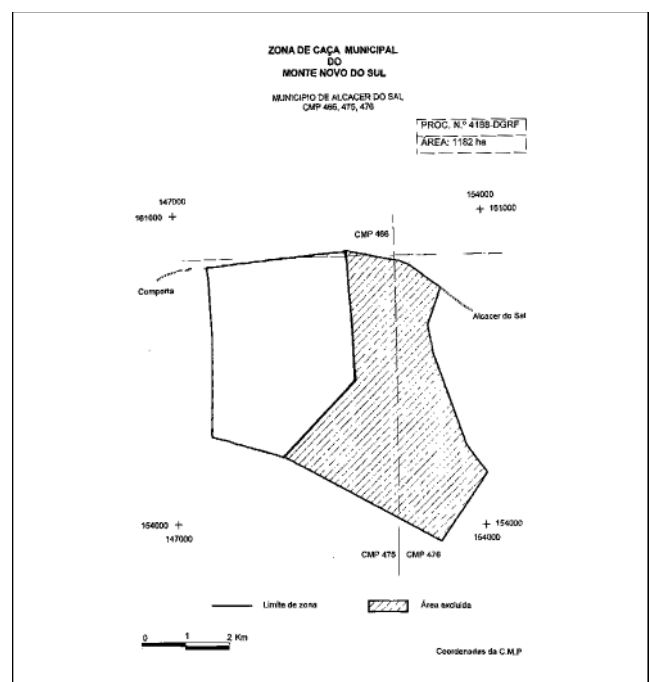 ZONA DE CAÇA MUNICIPAL
DO
MONTE NOVO DO SUL
MUNICIPIO DE ALCACER DO SAL
CMP 466, 475, 476
PROC. N.º 4188-DGRF
ÁREA: 1182 ha
147000
161000
154000
161000
CMP 466
Comporta
Alcacer do Sal
154000
147000
154000
154000
CMP 475
CMP 476
Limite de zona
Área excluída
0 1 2 Km
Coordenadas da C.M.P